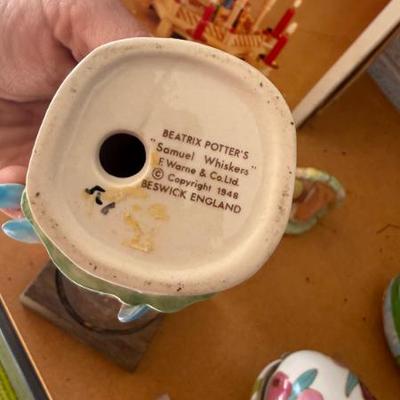 BEATRIX POTTER'S
"Samuel Whiskers"
F. Warne & Co.Ltd.
© Copyright 1948
BESWICK ENGLAND